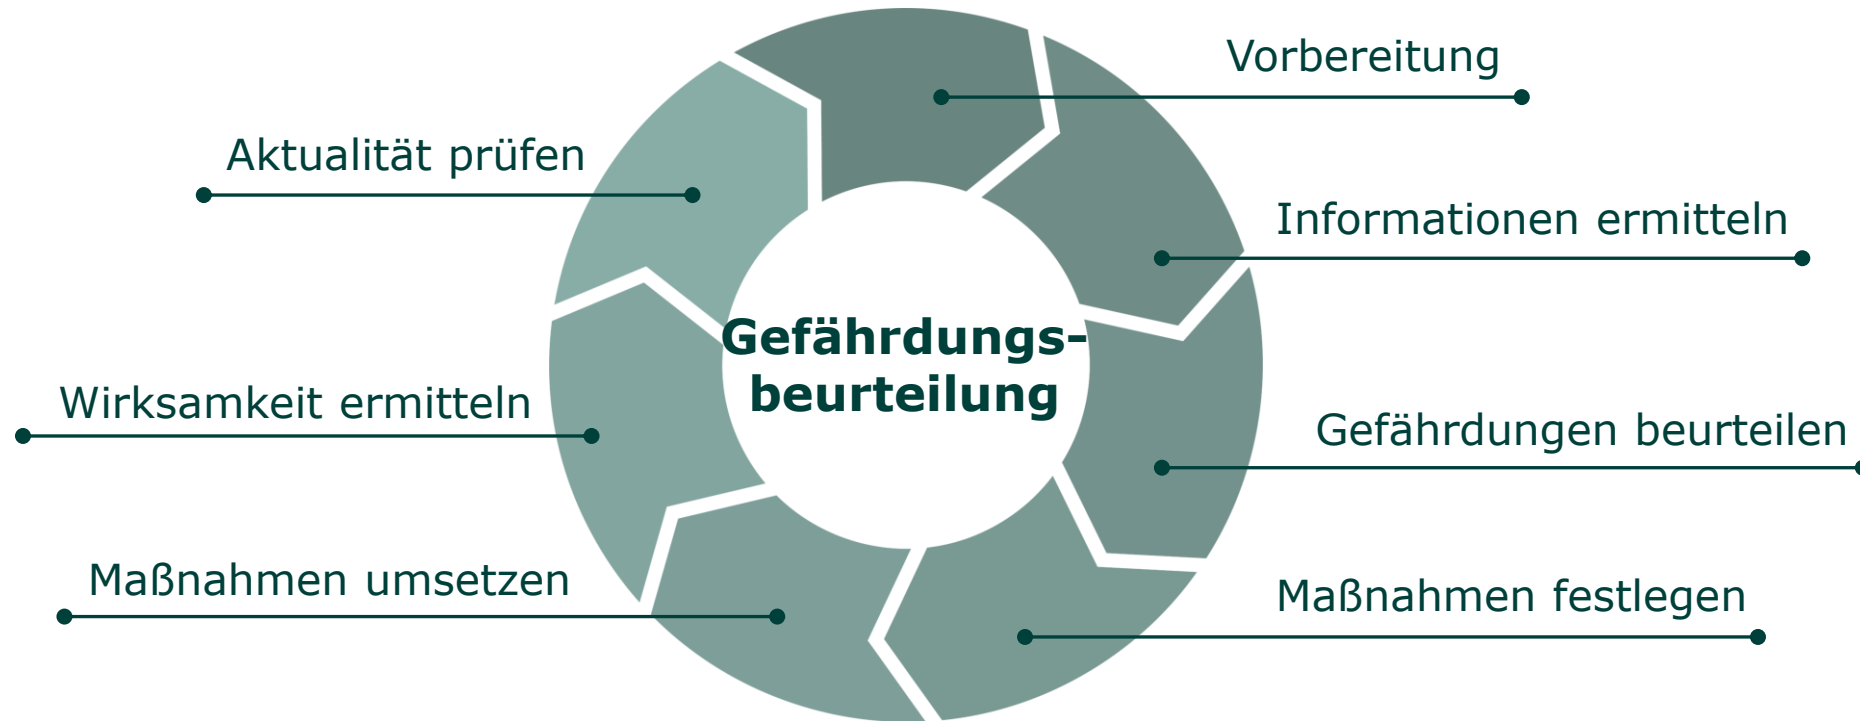 Vorbereitung
Informationen ermitteln
Gefährdungen beurteilen
Maßnahmen festlegen
Maßnahmen umsetzen
Wirksamkeit ermitteln
Aktualität prüfen
Gefährdungs-
beurteilung